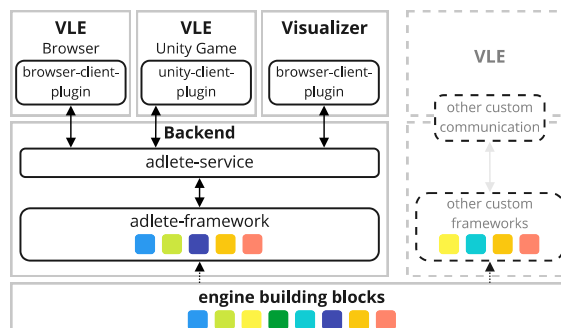 VLE
Browser
browser-client-
plugin
VLE
Unity Game
unity-client-
plugin
Visualizer
browser-client-
plugin
VLE
other custom
communication
Backend
adlete-service
adlete-framework
other custom
frameworks
engine building blocks